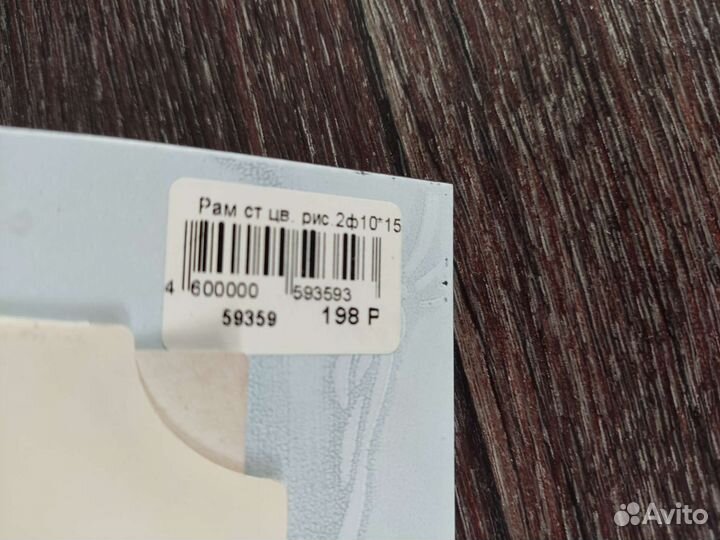 Рам ст цв. рис.2ф10*15
4 600000 593593
59359 198 Р
Avito